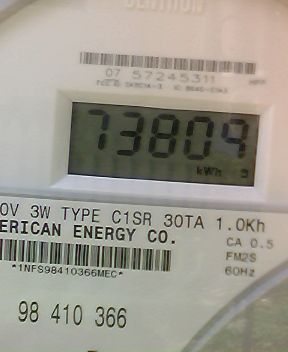 CENTRON
07 57245311
73809
kWh
0V 3W TYPE C1SR 30TA 1.0Kh
ERICAN ENERGY CO.
CA 0.5
FM2S
60Hz
*1NFS98410366MEC*
98 410 366